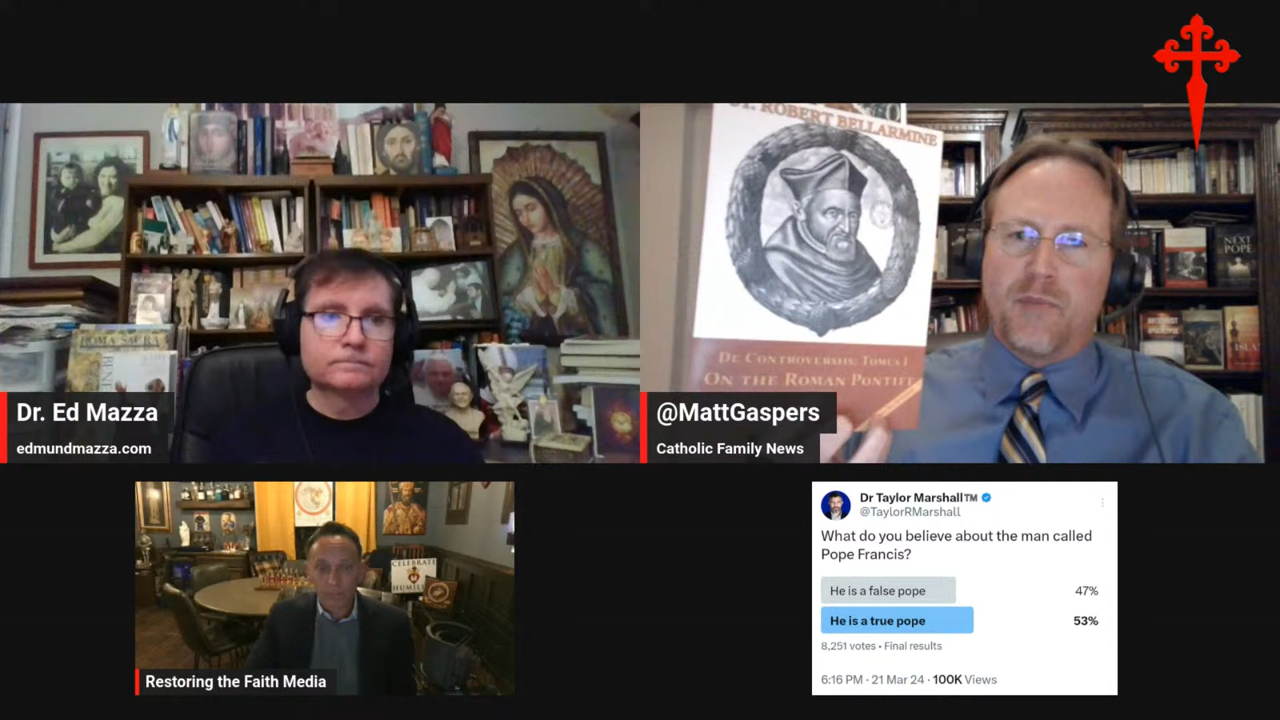 ST. ROBERT BELLARMINE
DE CONTROVERSIIS: TOMUS I
ON THE ROMAN PONTIFF
NEXT
POPE
ROMA SACRA
Dr. Ed Mazza
edmundmazza.com
@MattGaspers
Catholic Family News
CELEBRATE
Restoring the Faith Media
Dr Taylor Marshall™
@TaylorRMarshall
What do you believe about the man called
Pope Francis?
He is a false pope 47%
He is a true pope 53%
8,251 votes • Final results
6:16 PM · 21 Mar 24 · 100K Views